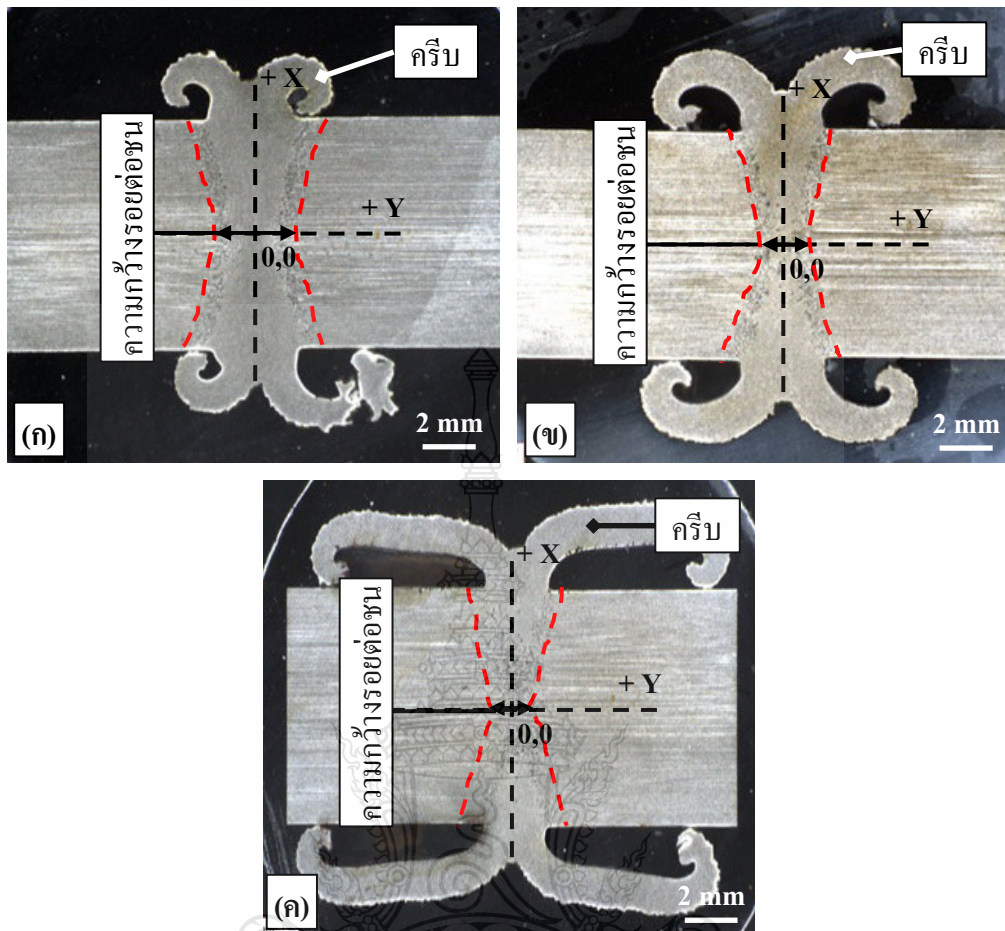 ครีบ
+ X
ความกว้างรอยต่อชน
+ Y
0,0
(ก)
2 mm
ครีบ
+ X
ความกว้างรอยต่อชน
+ Y
0,0
(ข)
2 mm
ครีบ
+ X
ความกว้างรอยต่อชน
+ Y
0,0
(ค)
2 mm